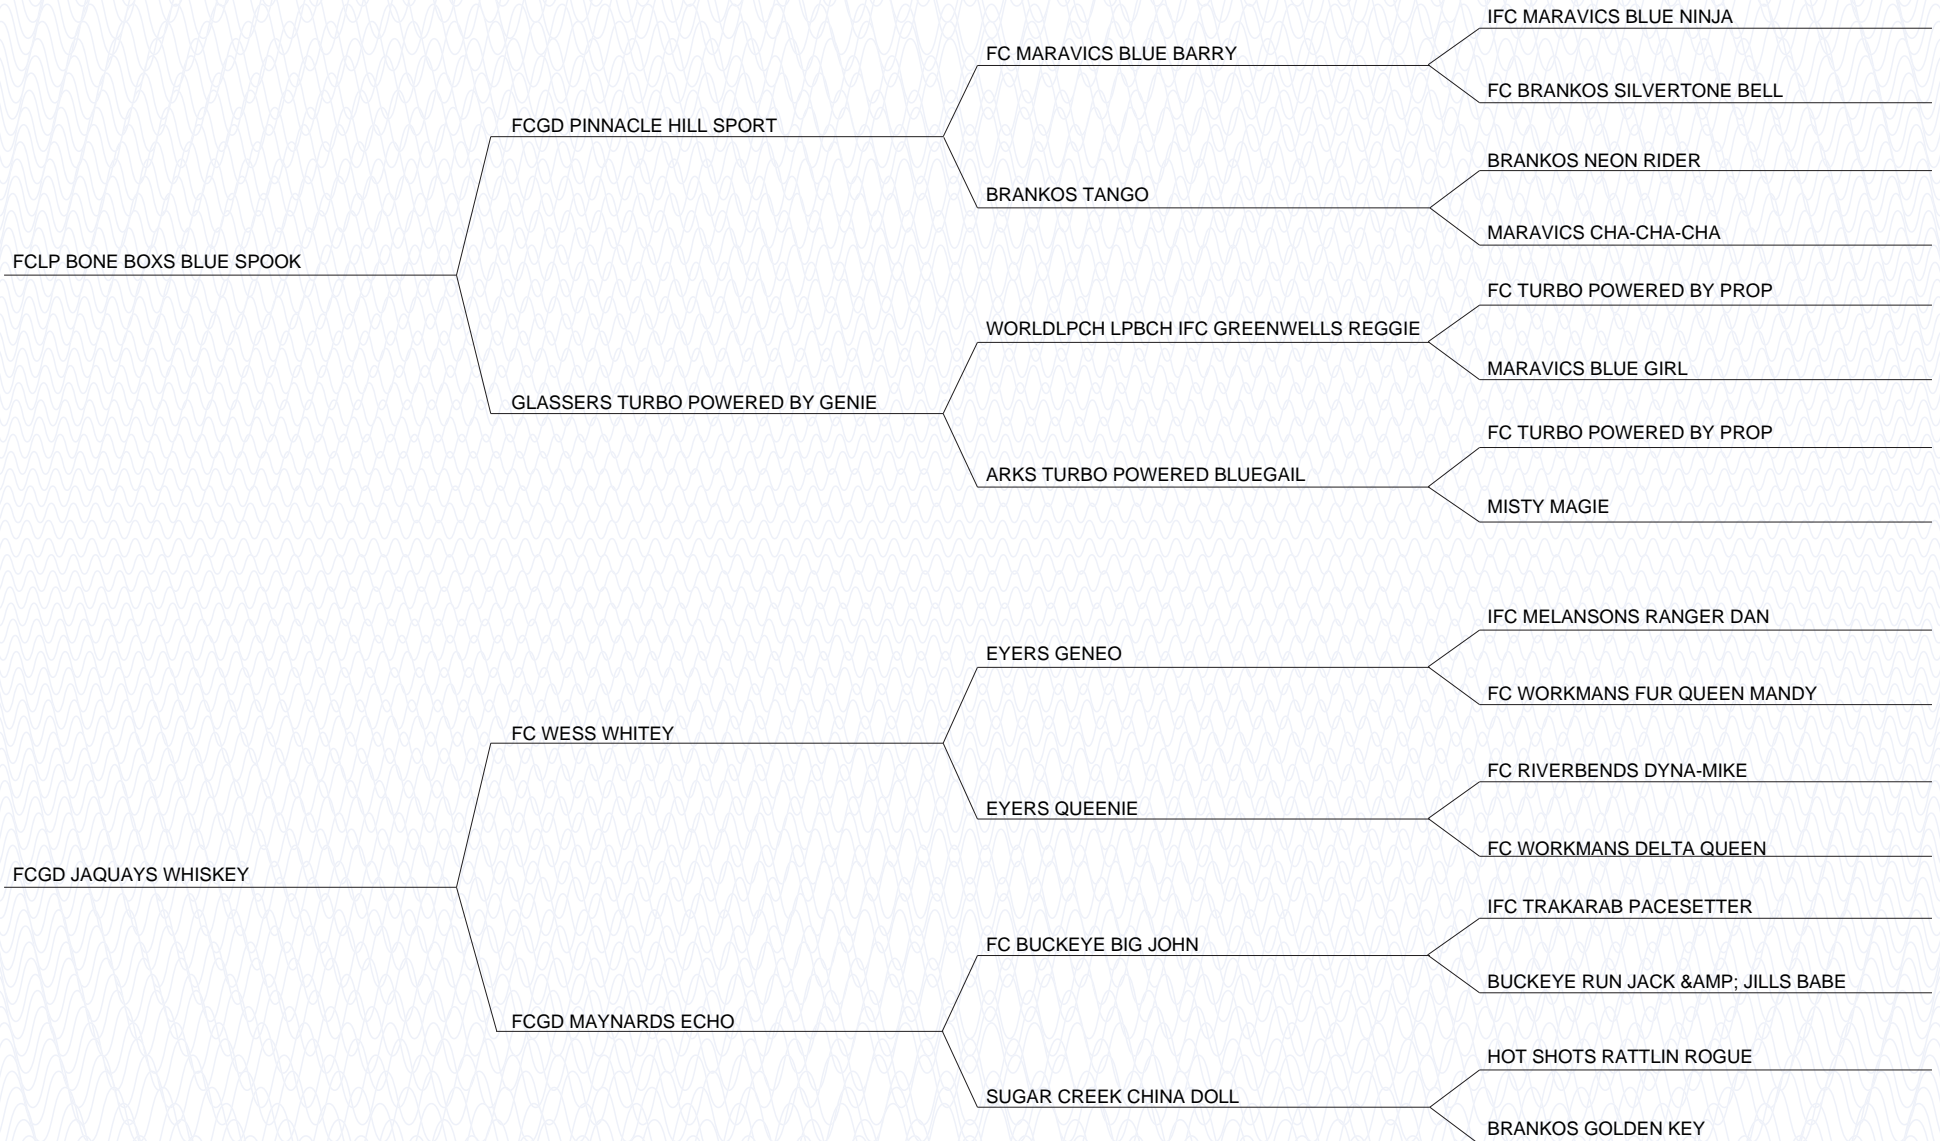 IFC MARAVICS BLUE NINJA
FC MARAVICS BLUE BARRY
FC BRANKOS SILVERTONE BELL
FCGD PINNACLE HILL SPORT
BRANKOS NEON RIDER
BRANKOS TANGO
MARAVICS CHA-CHA-CHA
FCLP BONE BOXS BLUE SPOOK
FC TURBO POWERED BY PROP
WORLDLPCH LPBCH IFC GREENWELLS REGGIE
MARAVICS BLUE GIRL
GLASSERS TURBO POWERED BY GENIE
FC TURBO POWERED BY PROP
ARKS TURBO POWERED BLUEGAIL
MISTY MAGIE
IFC MELANSONS RANGER DAN
EYERS GENEO
FC WORKMANS FUR QUEEN MANDY
FC WESS WHITEY
FC RIVERBENDS DYNA-MIKE
EYERS QUEENIE
FC WORKMANS DELTA QUEEN
FCGD JAQUAYS WHISKEY
IFC TRAKARAB PACESETTER
FC BUCKEYE BIG JOHN
BUCKEYE RUN JACK &AMP; JILLS BABE
FCGD MAYNARDS ECHO
HOT SHOTS RATTLIN ROGUE
SUGAR CREEK CHINA DOLL
BRANKOS GOLDEN KEY